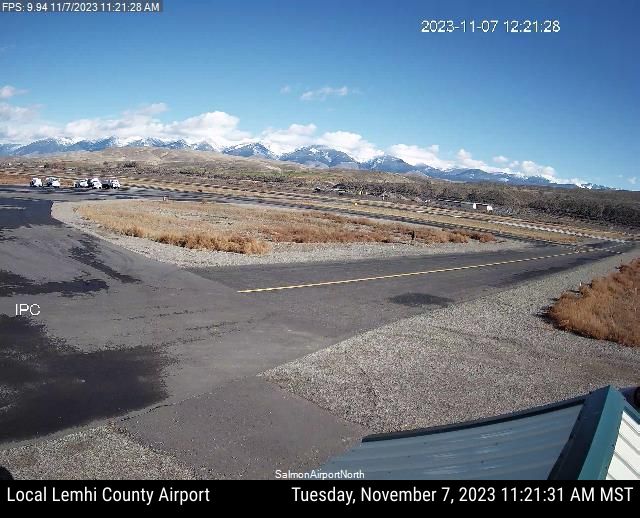 FPS: 9.94 11/7/2023 11:21:28 AM
2023-11-07 12:21:28
IPC
SalmonAirportNorth
Local Lemhi County Airport Tuesday, November 7, 2023 11:21:31 AM MST